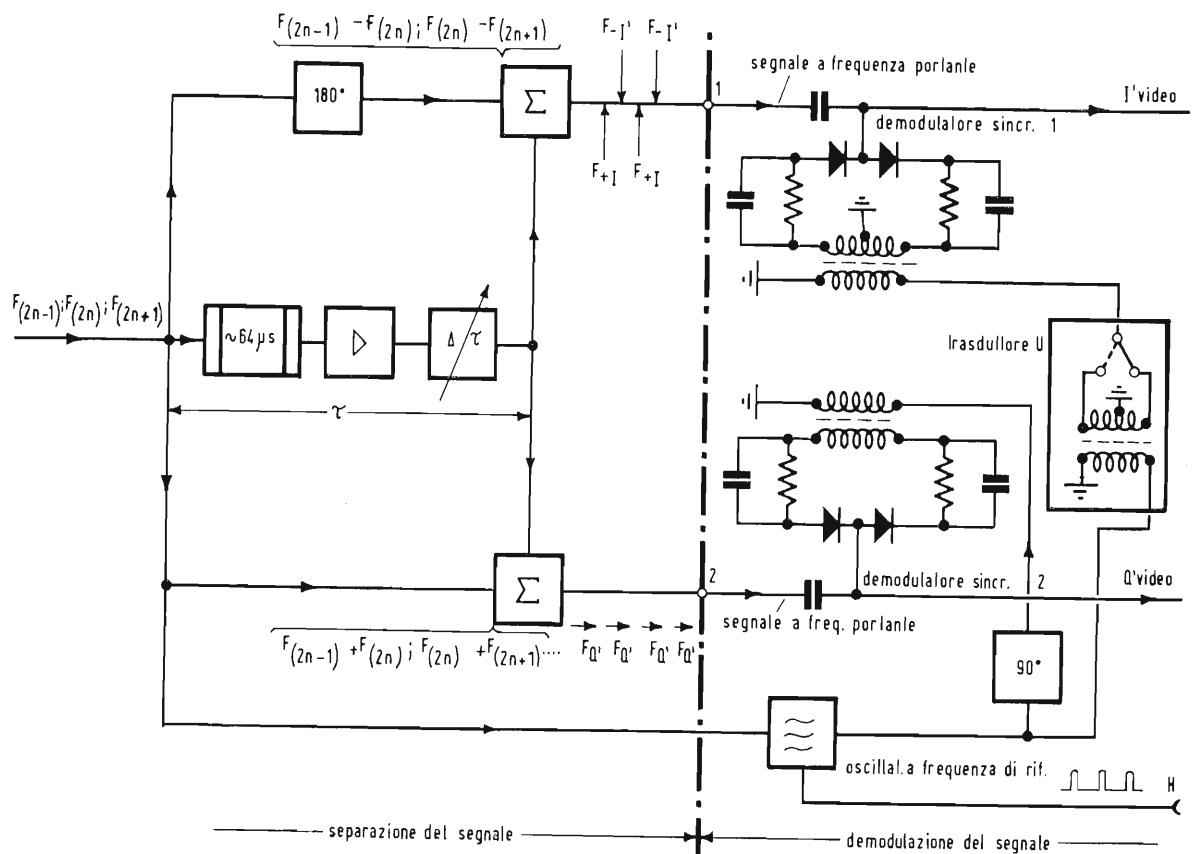 F(2n-1) -F(2n); F(2n) -F(2n+1)
F-I' F-I'
180°
Σ
F+I F+I
1
segnale a frequenza porlanle
I'video
demodulalore sincr. 1
F(2n-1); F(2n); F(2n+1)
~64µs
Δ τ
τ
Irasdullore U
Σ
2
demodulalore sincr. 2
Q'video
segnale a freq. porlanle
F(2n-1) +F(2n); F(2n) +F(2n+1)....
FQ' FQ' FQ' FQ'
90°
oscillal. a frequenza di rif.
H
separazione del segnale
demodulazione del segnale